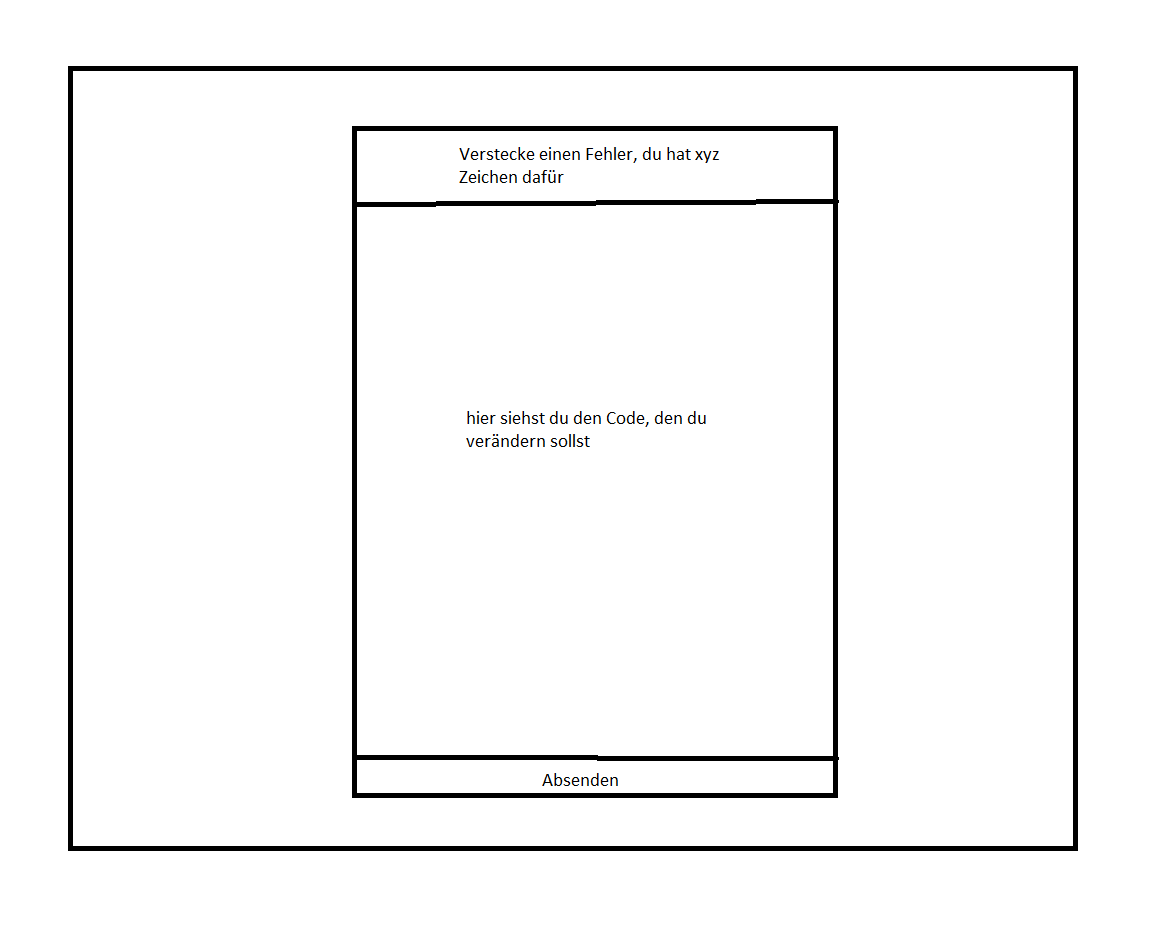 Verstecke einen Fehler, du hat xyz
Zeichen dafür
hier siehst du den Code, den du
verändern sollst
Absenden